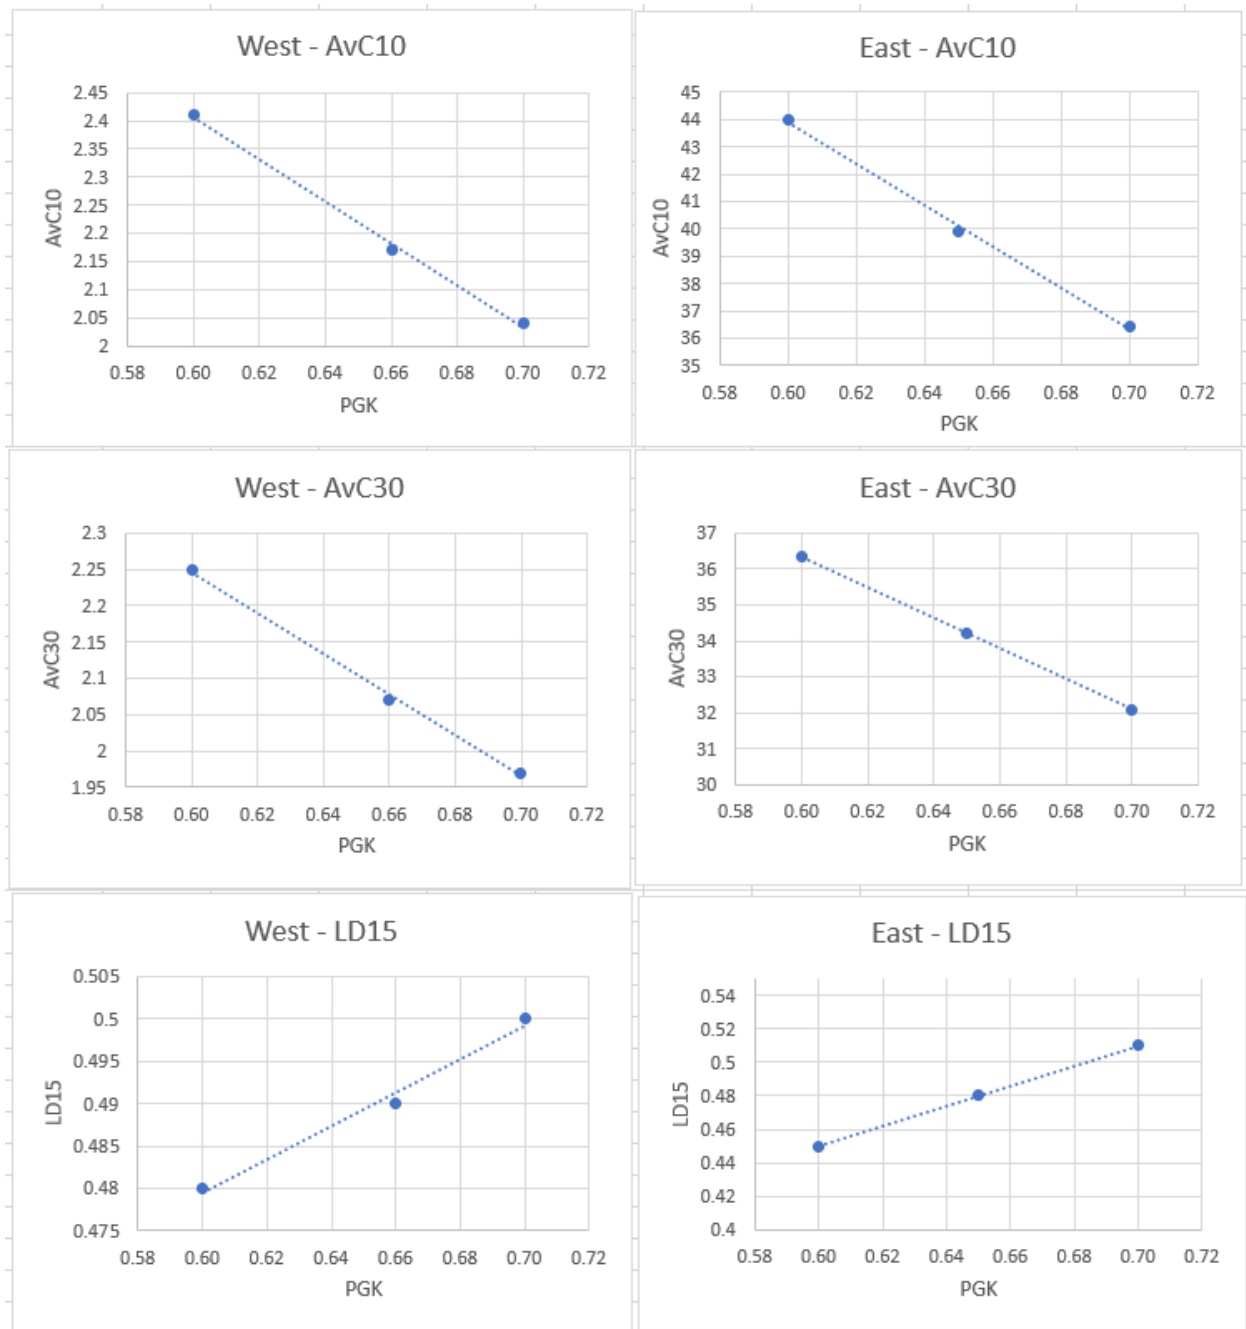 West - AvC10
2.45
2.4
2.35
2.3
2.25
2.2
2.15
2.1
2.05
2
AvC10
0.58 0.60 0.62 0.64 0.66 0.68 0.70 0.72
PGK
East - AvC10
45
44
43
42
41
40
39
38
37
36
35
AvC10
0.58 0.60 0.62 0.64 0.66 0.68 0.70 0.72
PGK
West - AvC30
2.3
2.25
2.2
2.15
2.1
2.05
2
1.95
AvC30
0.58 0.60 0.62 0.64 0.66 0.68 0.70 0.72
PGK
East - AvC30
37
36
35
34
33
32
31
30
AvC30
0.58 0.60 0.62 0.64 0.66 0.68 0.70 0.72
PGK
West - LD15
0.505
0.5
0.495
0.49
0.485
0.48
0.475
LD15
0.58 0.60 0.62 0.64 0.66 0.68 0.70 0.72
PGK
East - LD15
0.54
0.52
0.5
0.48
0.46
0.44
0.42
0.4
LD15
0.58 0.60 0.62 0.64 0.66 0.68 0.70 0.72
PGK